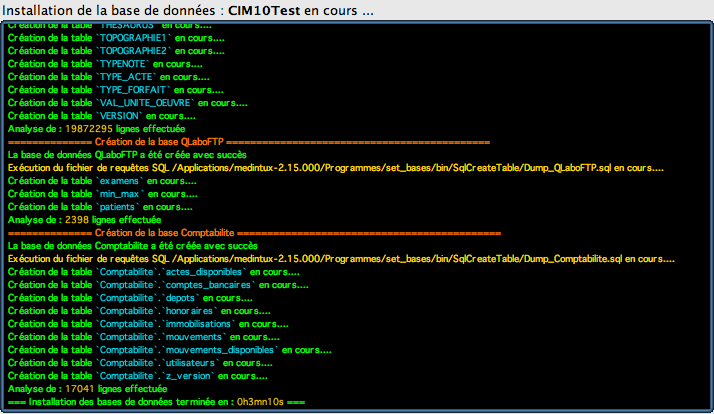 Installation de la base de données : CIM10Test en cours ...
Création de la table `THESAURUS` en cours....
Création de la table `TOPOGRAPHIE1` en cours....
Création de la table `TOPOGRAPHIE2` en cours....
Création de la table `TYPENOTE` en cours....
Création de la table `TYPE_ACTE` en cours....
Création de la table `TYPE_FORFAIT` en cours....
Création de la table `VAL_UNITE_OEUVRE` en cours....
Création de la table `VERSION` en cours....
Analyse de : 19872295 lignes effectuée
============== Création de la base QLaboFTP ============================================
La base de données QLaboFTP a été créée avec succès
Exécution du fichier de requêtes SQL /Applications/medintux-2.15.000/Programmes/set_bases/bin/SqlCreateTable/Dump_QLaboFTP.sql en cours....
Création de la table `examens` en cours....
Création de la table `min_max` en cours....
Création de la table `patients` en cours....
Analyse de : 2398 lignes effectuée
============== Création de la base Comptabilite ============================================
La base de données Comptabilite a été créée avec succès
Exécution du fichier de requêtes SQL /Applications/medintux-2.15.000/Programmes/set_bases/bin/SqlCreateTable/Dump_Comptabilite.sql en cours....
Création de la table `Comptabilite`.`actes_disponibles` en cours....
Création de la table `Comptabilite`.`comptes_bancaires` en cours....
Création de la table `Comptabilite`.`depots` en cours....
Création de la table `Comptabilite`.`honoraires` en cours....
Création de la table `Comptabilite`.`immobilisations` en cours....
Création de la table `Comptabilite`.`mouvements` en cours....
Création de la table `Comptabilite`.`mouvements_disponibles` en cours....
Création de la table `Comptabilite`.`utilisateurs` en cours....
Création de la table `Comptabilite`.`z_version` en cours....
Analyse de : 17041 lignes effectuée
=== Installation des bases de données terminée en : 0h3mn10s ===